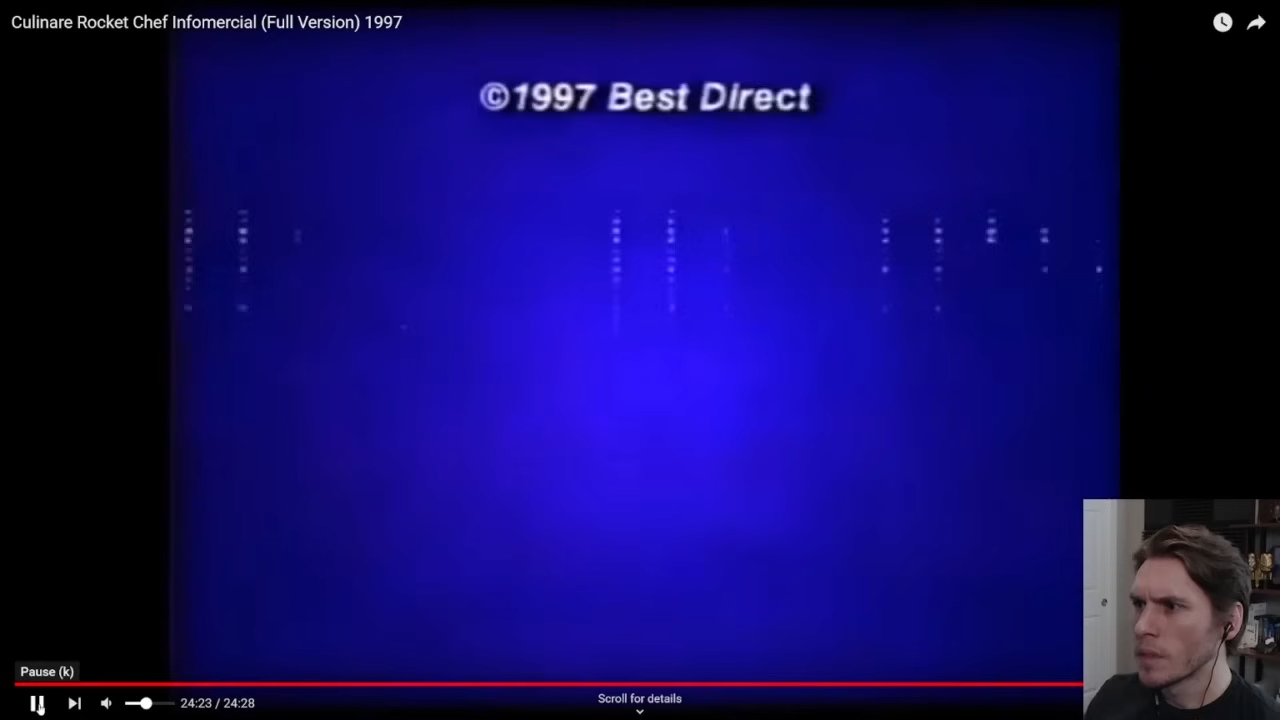 Culinare Rocket Chef Infomercial (Full Version) 1997
©1997 Best Direct
Pause (k)
24:23 / 24:28
Scroll for details